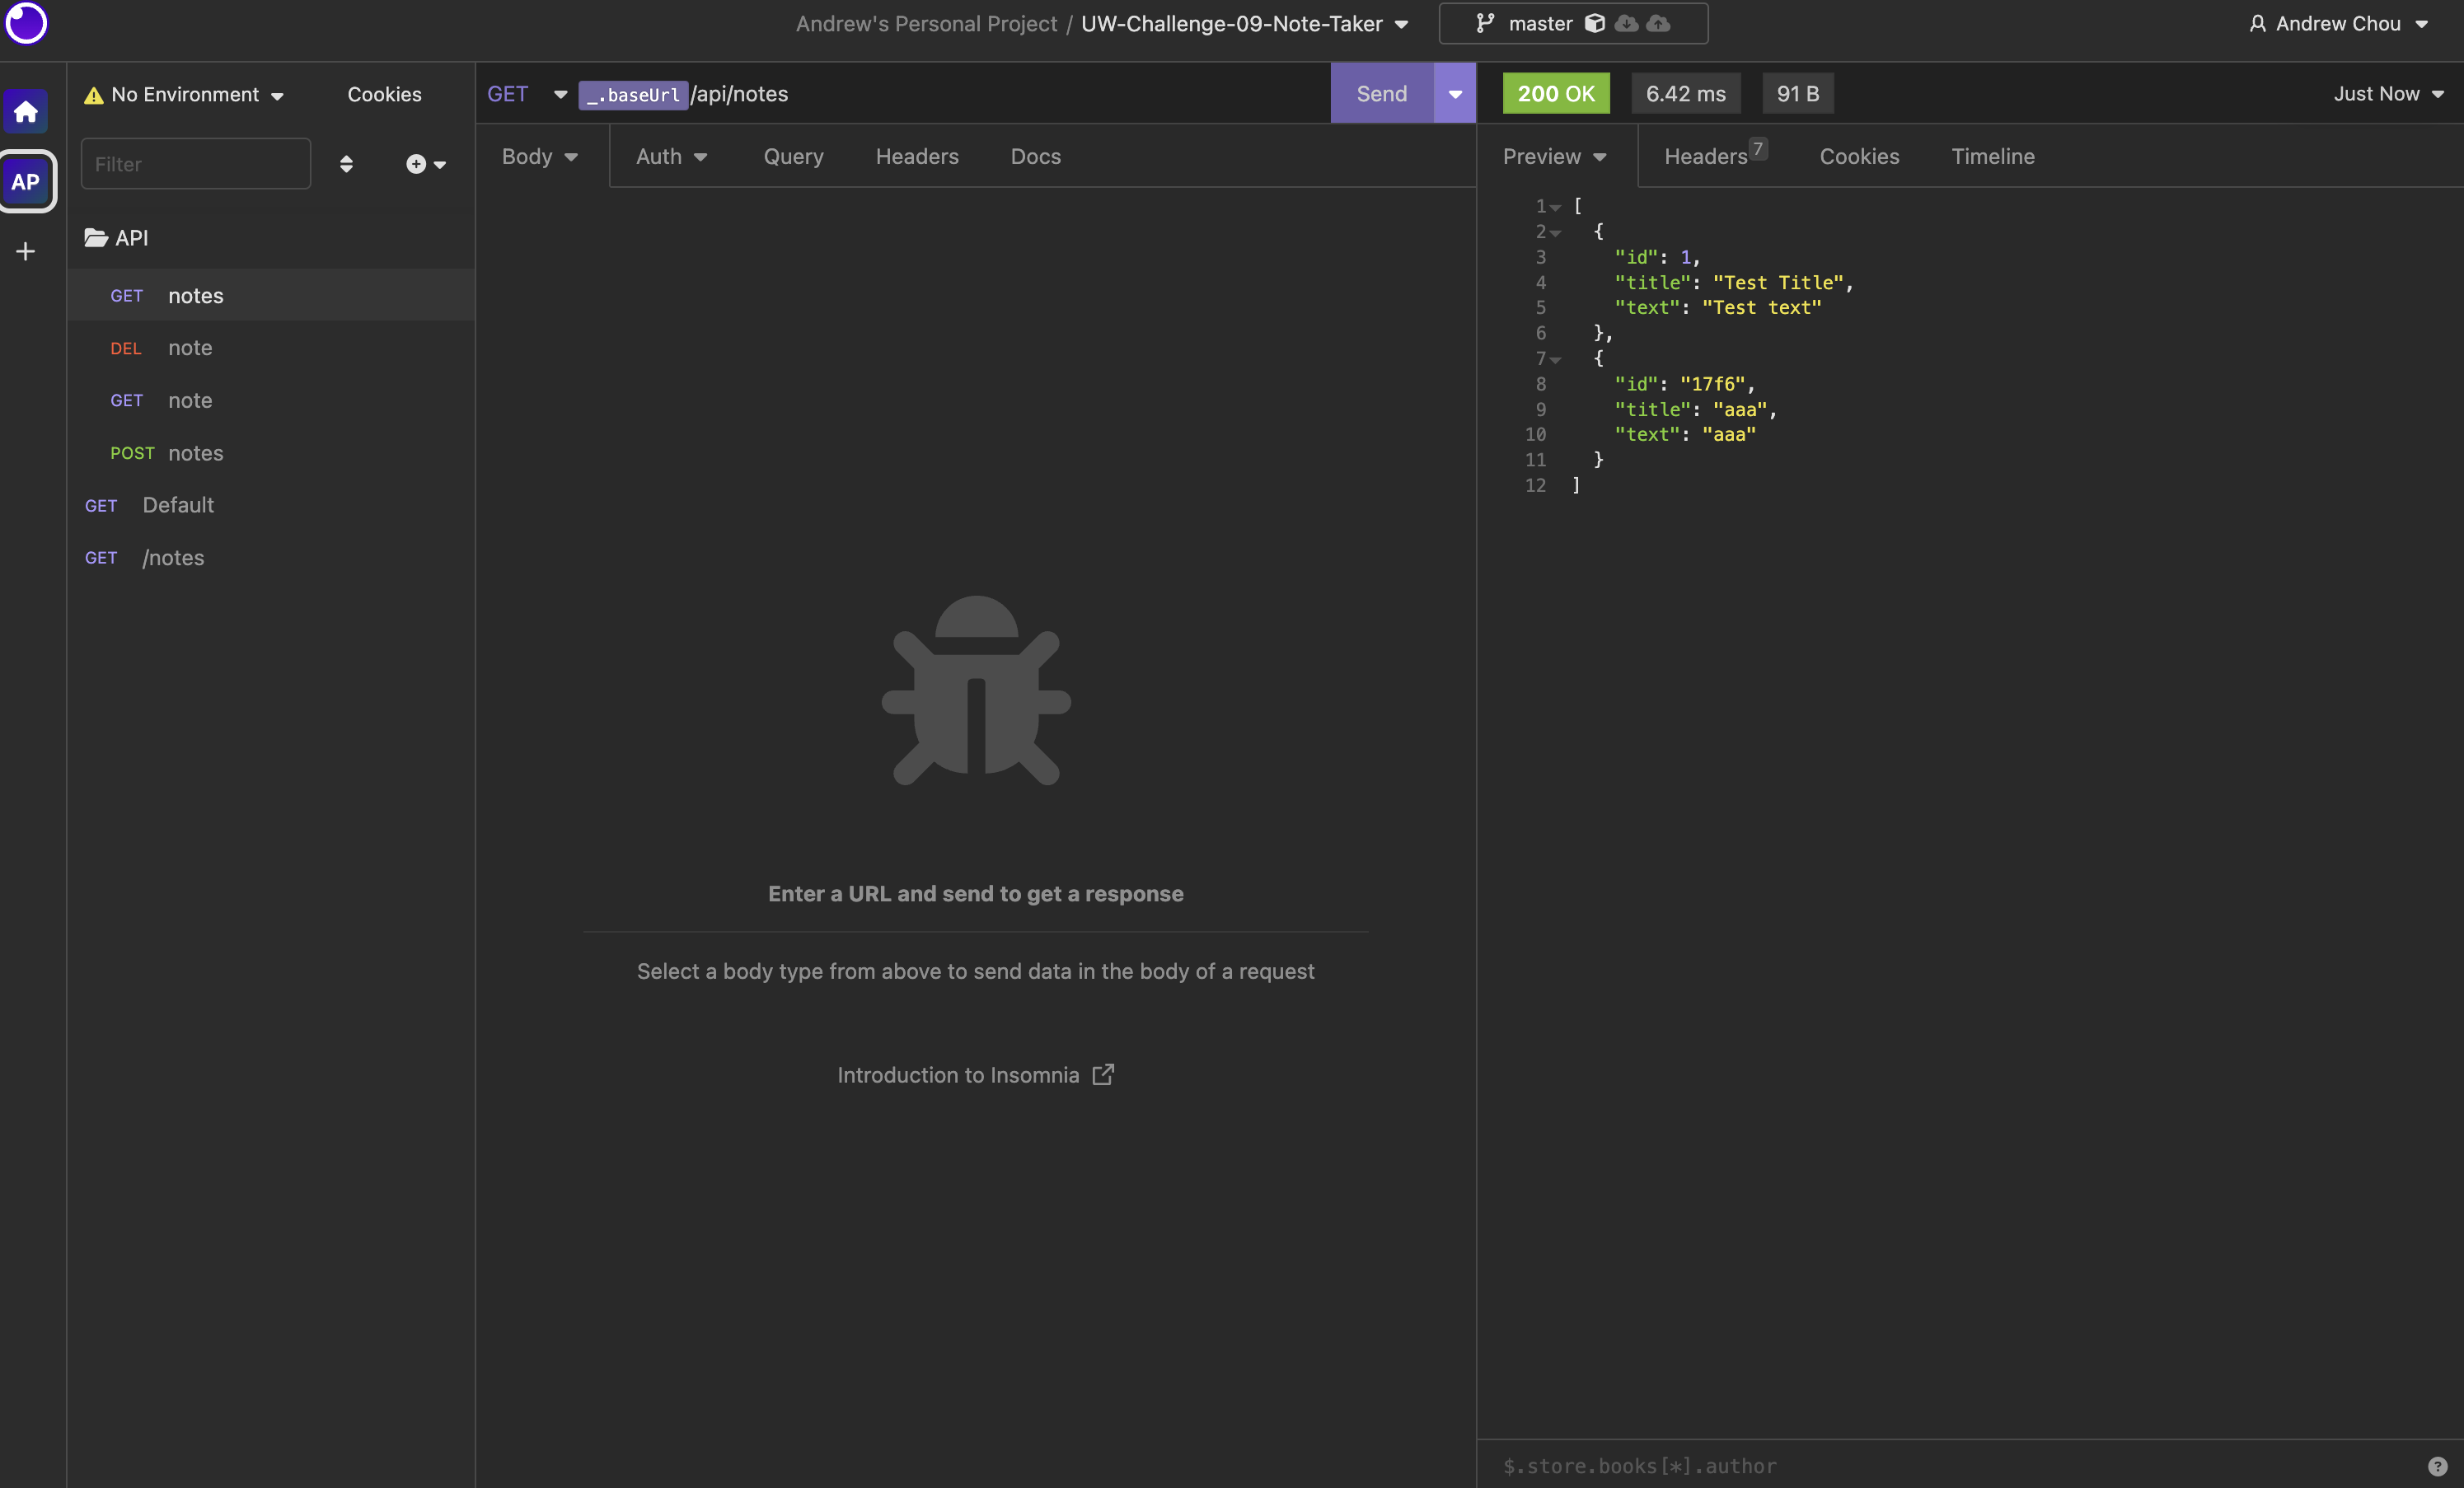 Andrew's Personal Project / UW-Challenge-09-Note-Taker
master
Andrew Chou
AP
No Environment
Cookies
Filter
API
GET notes
DEL note
GET note
POST notes
GET Default
GET /notes
GET _.baseUrl/api/notes
Send
Body
Auth
Query
Headers
Docs
Enter a URL and send to get a response
Select a body type from above to send data in the body of a request
Introduction to Insomnia
200 OK
6.42 ms
91 B
Just Now
Preview
Headers 7
Cookies
Timeline
1 [
2 {
3 "id": 1,
4 "title": "Test Title",
5 "text": "Test text"
6 },
7 {
8 "id": "17f6",
9 "title": "aaa",
10 "text": "aaa"
11 }
12 ]
$.store.books[*].author
?